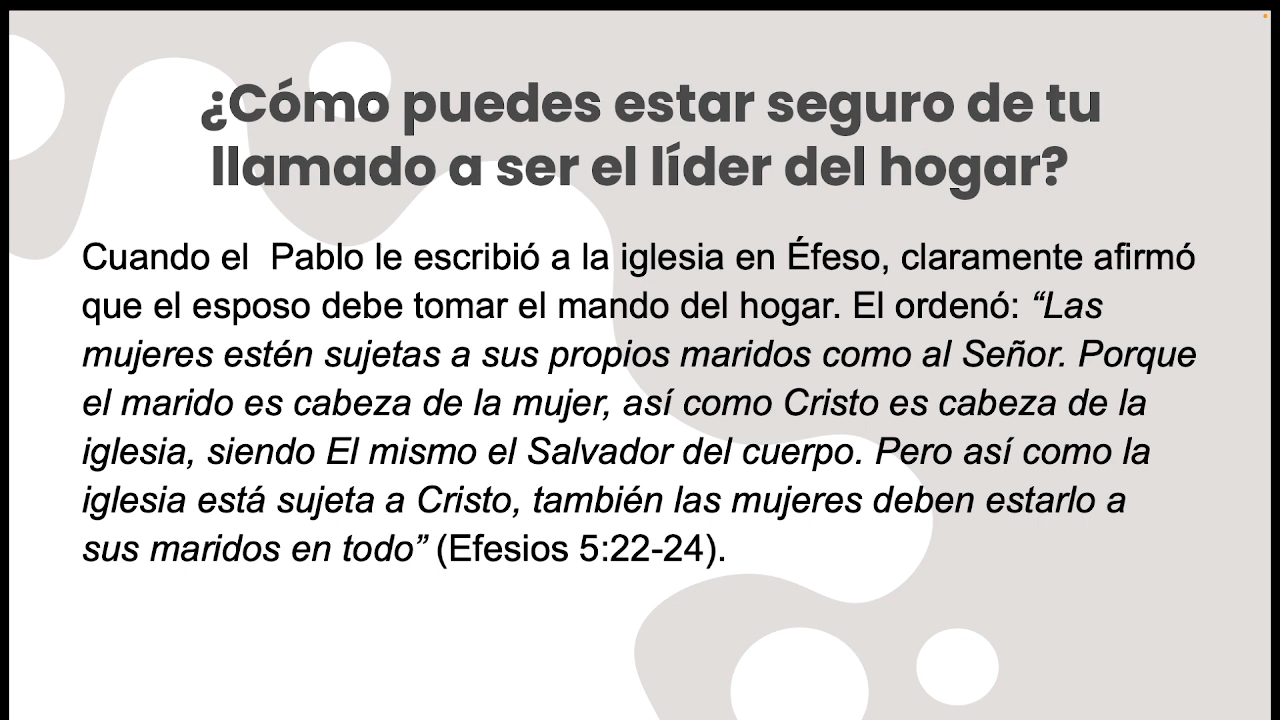 ¿Cómo puedes estar seguro de tu
llamado a ser el líder del hogar?
Cuando el  Pablo le escribió a la iglesia en Éfeso, claramente afirmó
que el esposo debe tomar el mando del hogar. El ordenó: “Las
mujeres estén sujetas a sus propios maridos como al Señor. Porque
el marido es cabeza de la mujer, así como Cristo es cabeza de la
iglesia, siendo El mismo el Salvador del cuerpo. Pero así como la
iglesia está sujeta a Cristo, también las mujeres deben estarlo a
sus maridos en todo” (Efesios 5:22-24).